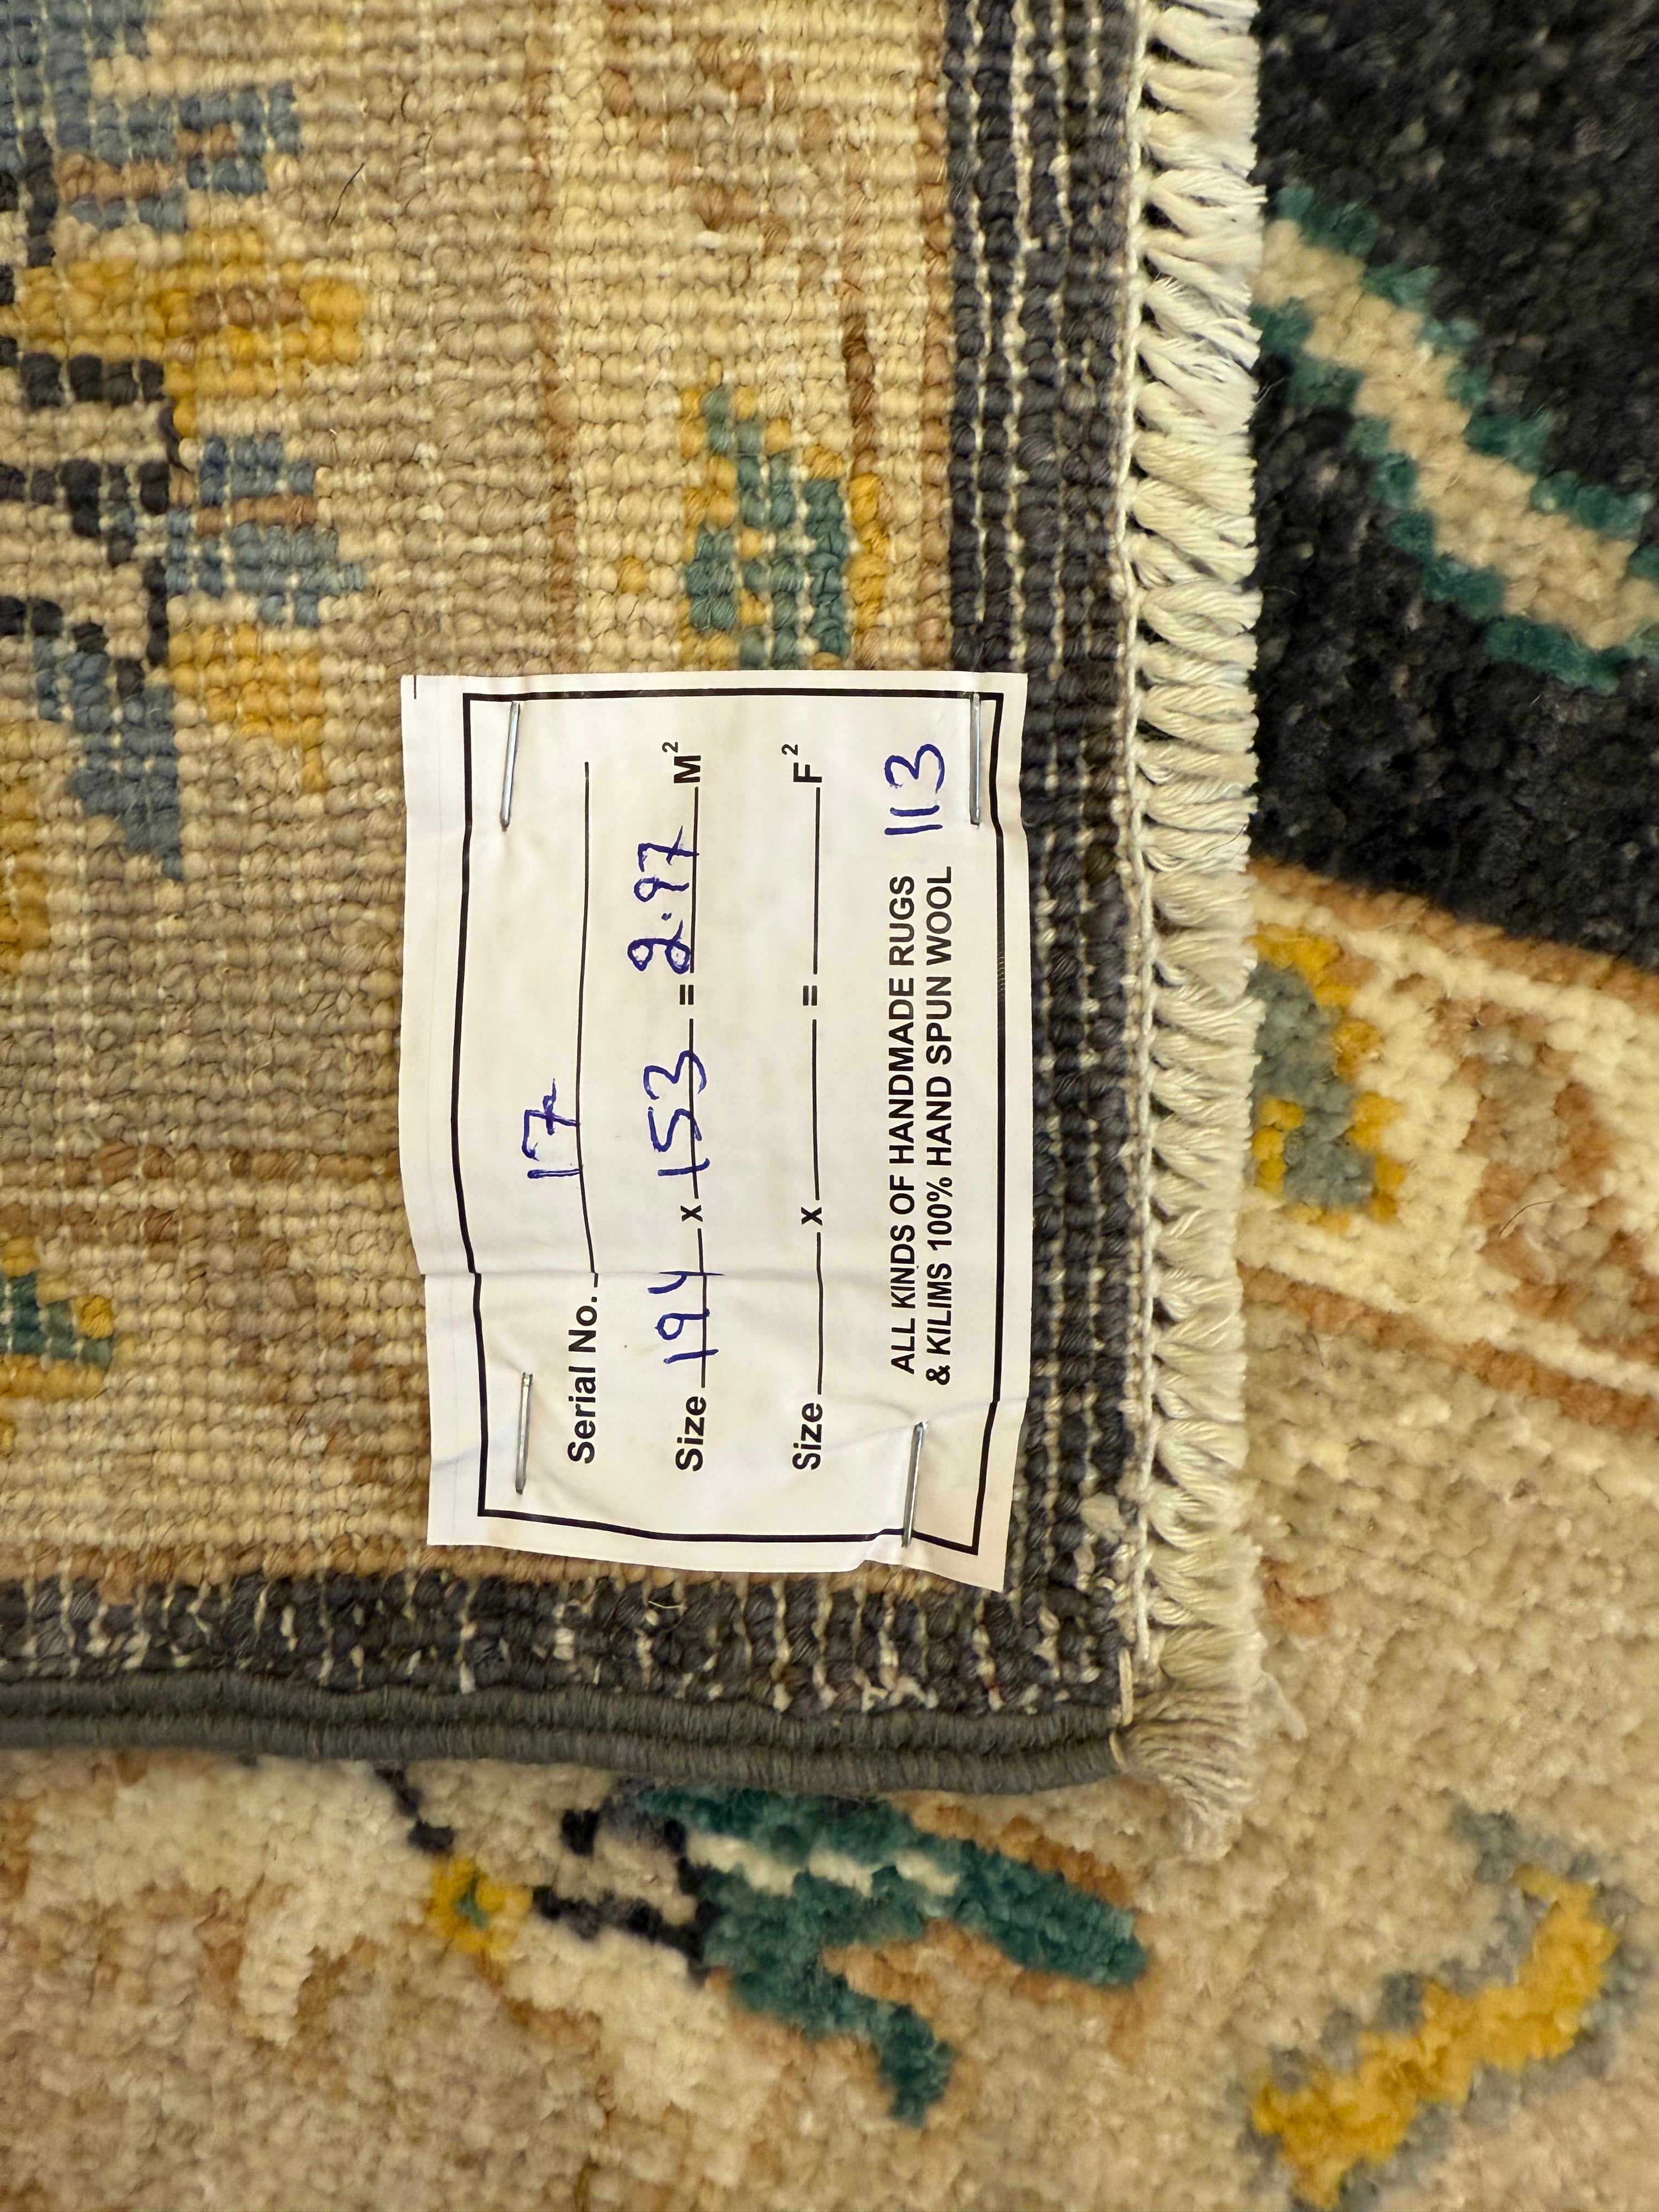 Serial No. 17
Size 194 x 153 = 2.97 M²
Size x = F²
ALL KINDS OF HANDMADE RUGS
& KILIMS 100% HAND SPUN WOOL 113